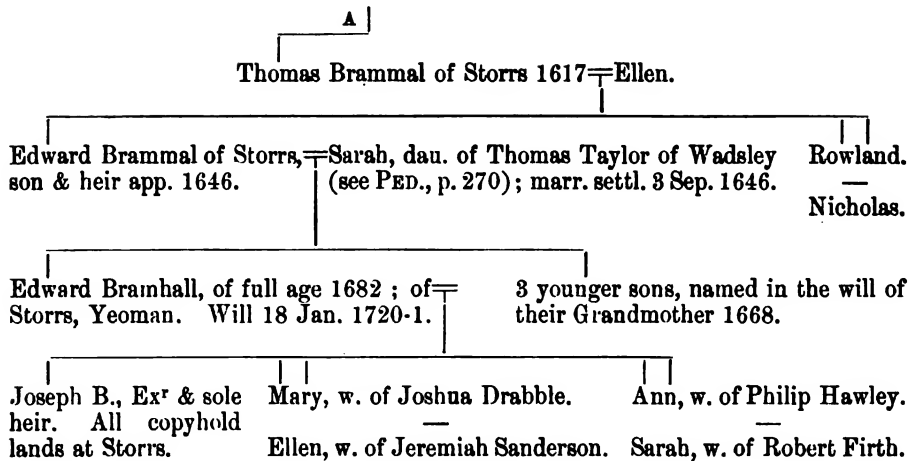 A
Thomas Brammal of Storrs 1617=Ellen.
Edward Brammal of Storrs,=Sarah, dau. of Thomas Taylor of Wadsley Rowland.
son & heir app. 1646. (see PED., p. 270); marr. settl. 3 Sep. 1646. —
Nicholas.
Edward Bramhall, of full age 1682 ; of= 3 younger sons, named in the will of
Storrs, Yeoman. Will 18 Jan. 1720-1. their Grandmother 1668.
Joseph B., Exʳ & sole Mary, w. of Joshua Drabble. Ann, w. of Philip Hawley.
heir. All copyhold — —
lands at Storrs. Ellen, w. of Jeremiah Sanderson. Sarah, w. of Robert Firth.